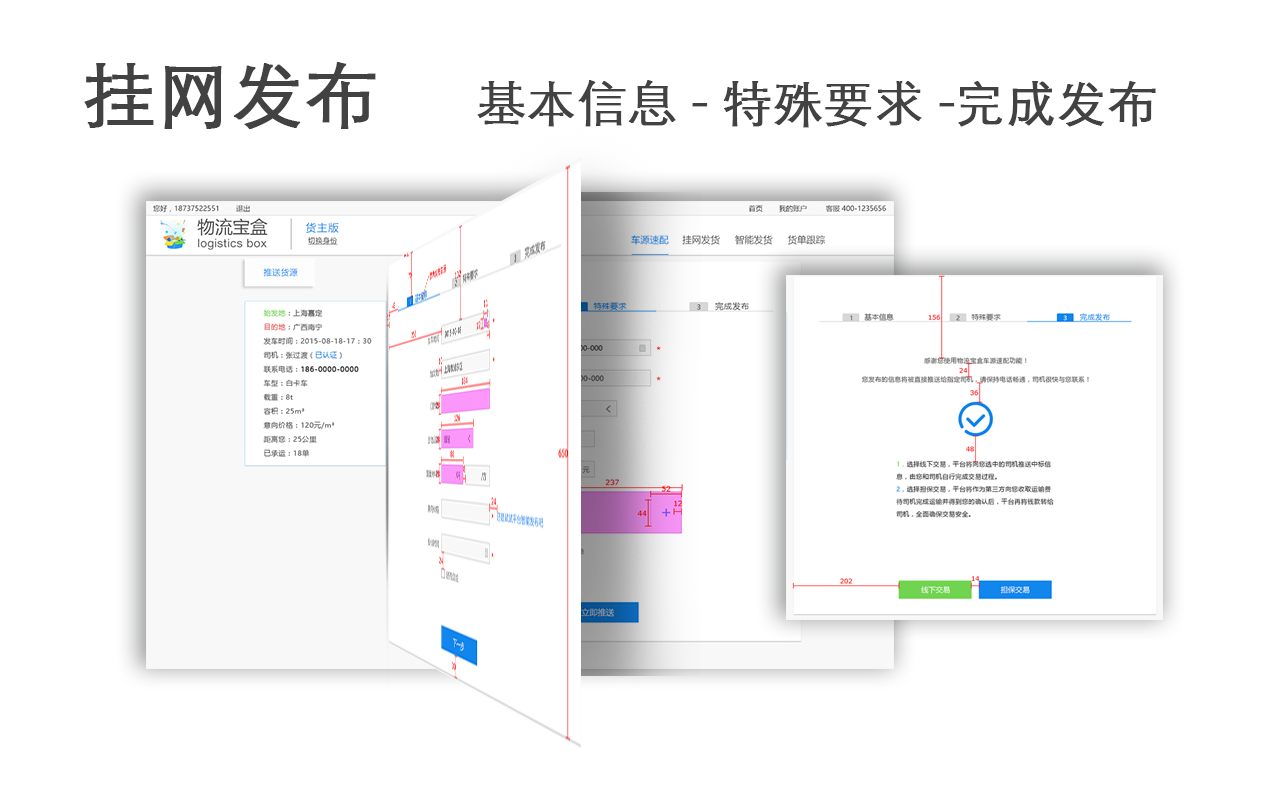 挂网发布
基本信息 - 特殊要求 -完成发布
您好，18737522551 退出
首页 我的账户 客服 400-1235656
物流宝盒
logistics box
货主版
切换身份
车源速配 挂网发货 智能发货 货单跟踪
推送货源
始发地：上海嘉定
目的地：广西南宁
发车时间：2015-08-18-17：30
司机：张过渡（已认证）
联系电话：186-0000-0000
车型：白卡车
载重：8t
容积：25m³
意向价格：120元/m³
距离您：25公里
已承运：18单
3 完成发布
特殊要求
650
24
下一步
特殊要求 3 完成发布
00-000 *
00-000 *
元
237
52
12
44
立即推送
1 基本信息 156 2 特殊要求 3 完成发布
感谢您使用物流宝盒车源速配功能！
24
您发布的信息将被直接推送给指定司机，请保持电话畅通，司机很快与您联系！
36
48
1．选择线下交易，平台将向您选中的司机推送中标信
息，由您和司机自行完成交易过程。
2．选择担保交易，平台将作为第三方向您收取运输费
待司机完成运输并得到您的确认后，平台再将钱款转给
司机，全面确保交易安全。
202
14
线下交易 担保交易